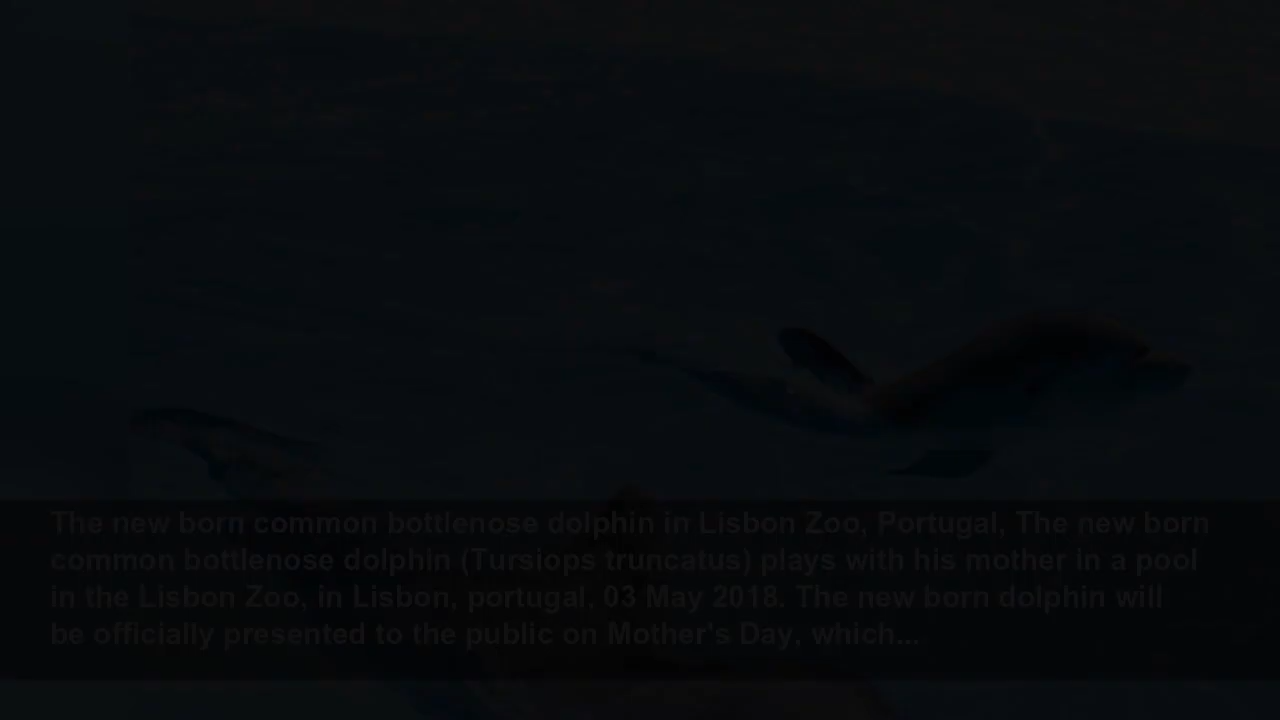 The new born common bottlenose dolphin in Lisbon Zoo, Portugal, The new born
common bottlenose dolphin (Tursiops truncatus) plays with his mother in a pool
in the Lisbon Zoo, in Lisbon, portugal, 03 May 2018. The new born dolphin will
be officially presented to the public on Mother's Day, which...